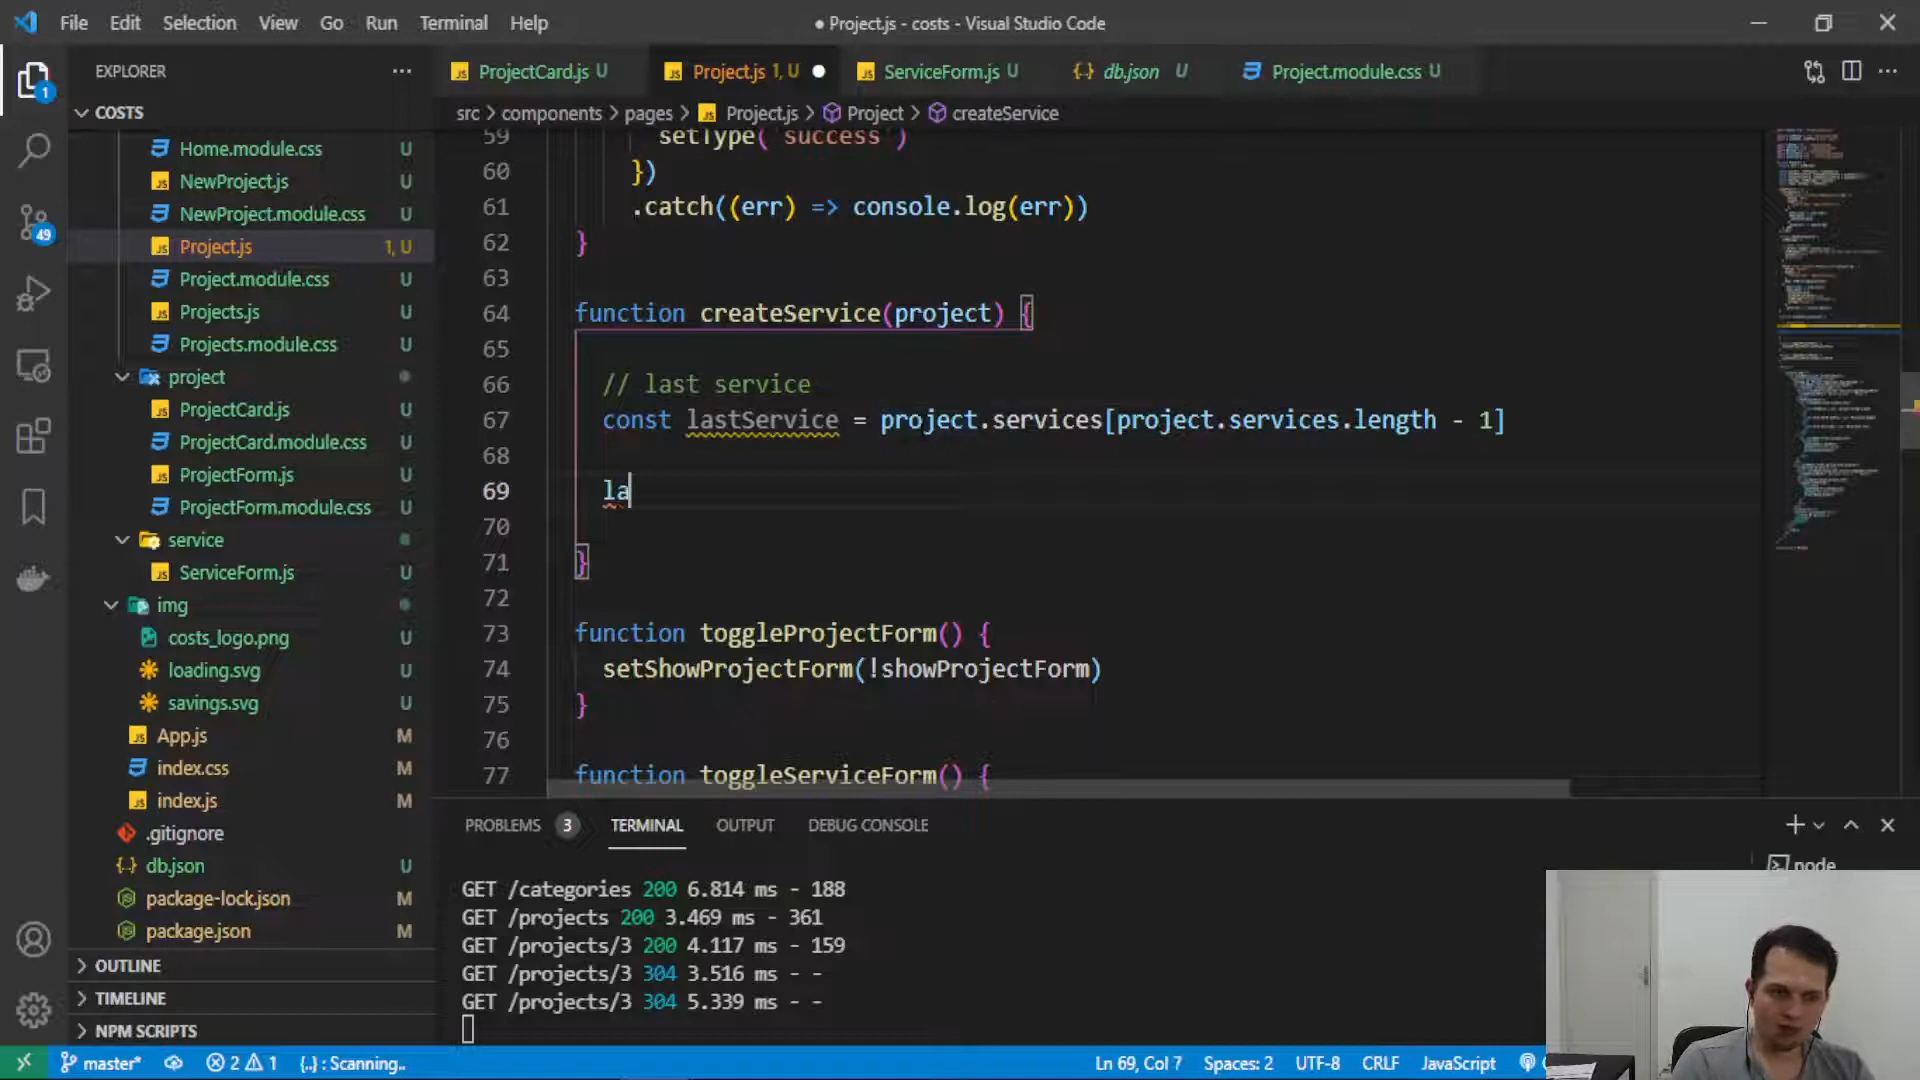 File Edit Selection View Go Run Terminal Help
● Project.js - costs - Visual Studio Code
EXPLORER
COSTS
Home.module.css U
NewProject.js U
NewProject.module.css U
Project.js 1, U
Project.module.css U
Projects.js U
Projects.module.css U
project
ProjectCard.js U
ProjectCard.module.css U
ProjectForm.js U
ProjectForm.module.css U
service
ServiceForm.js U
img
costs_logo.png U
loading.svg U
savings.svg U
App.js M
index.css M
index.js M
.gitignore
db.json U
package-lock.json M
package.json M
OUTLINE
TIMELINE
NPM SCRIPTS
1
49
ProjectCard.js U
Project.js 1, U
ServiceForm.js U
db.json U
Project.module.css U
src > components > pages > Project.js > Project > createService
59 setType('success')
60 })
61 .catch((err) => console.log(err))
62 }
63
64 function createService(project) {
65
66 // last service
67 const lastService = project.services[project.services.length - 1]
68
69 la
70
71 }
72
73 function toggleProjectForm() {
74 setShowProjectForm(!showProjectForm)
75 }
76
77 function toggleServiceForm() {
PROBLEMS 3 TERMINAL OUTPUT DEBUG CONSOLE
node
GET /categories 200 6.814 ms - 188
GET /projects 200 3.469 ms - 361
GET /projects/3 200 4.117 ms - 159
GET /projects/3 304 3.516 ms - -
GET /projects/3 304 5.339 ms - -
master* 2 1 {..} : Scanning.. Ln 69, Col 7 Spaces: 2 UTF-8 CRLF JavaScript